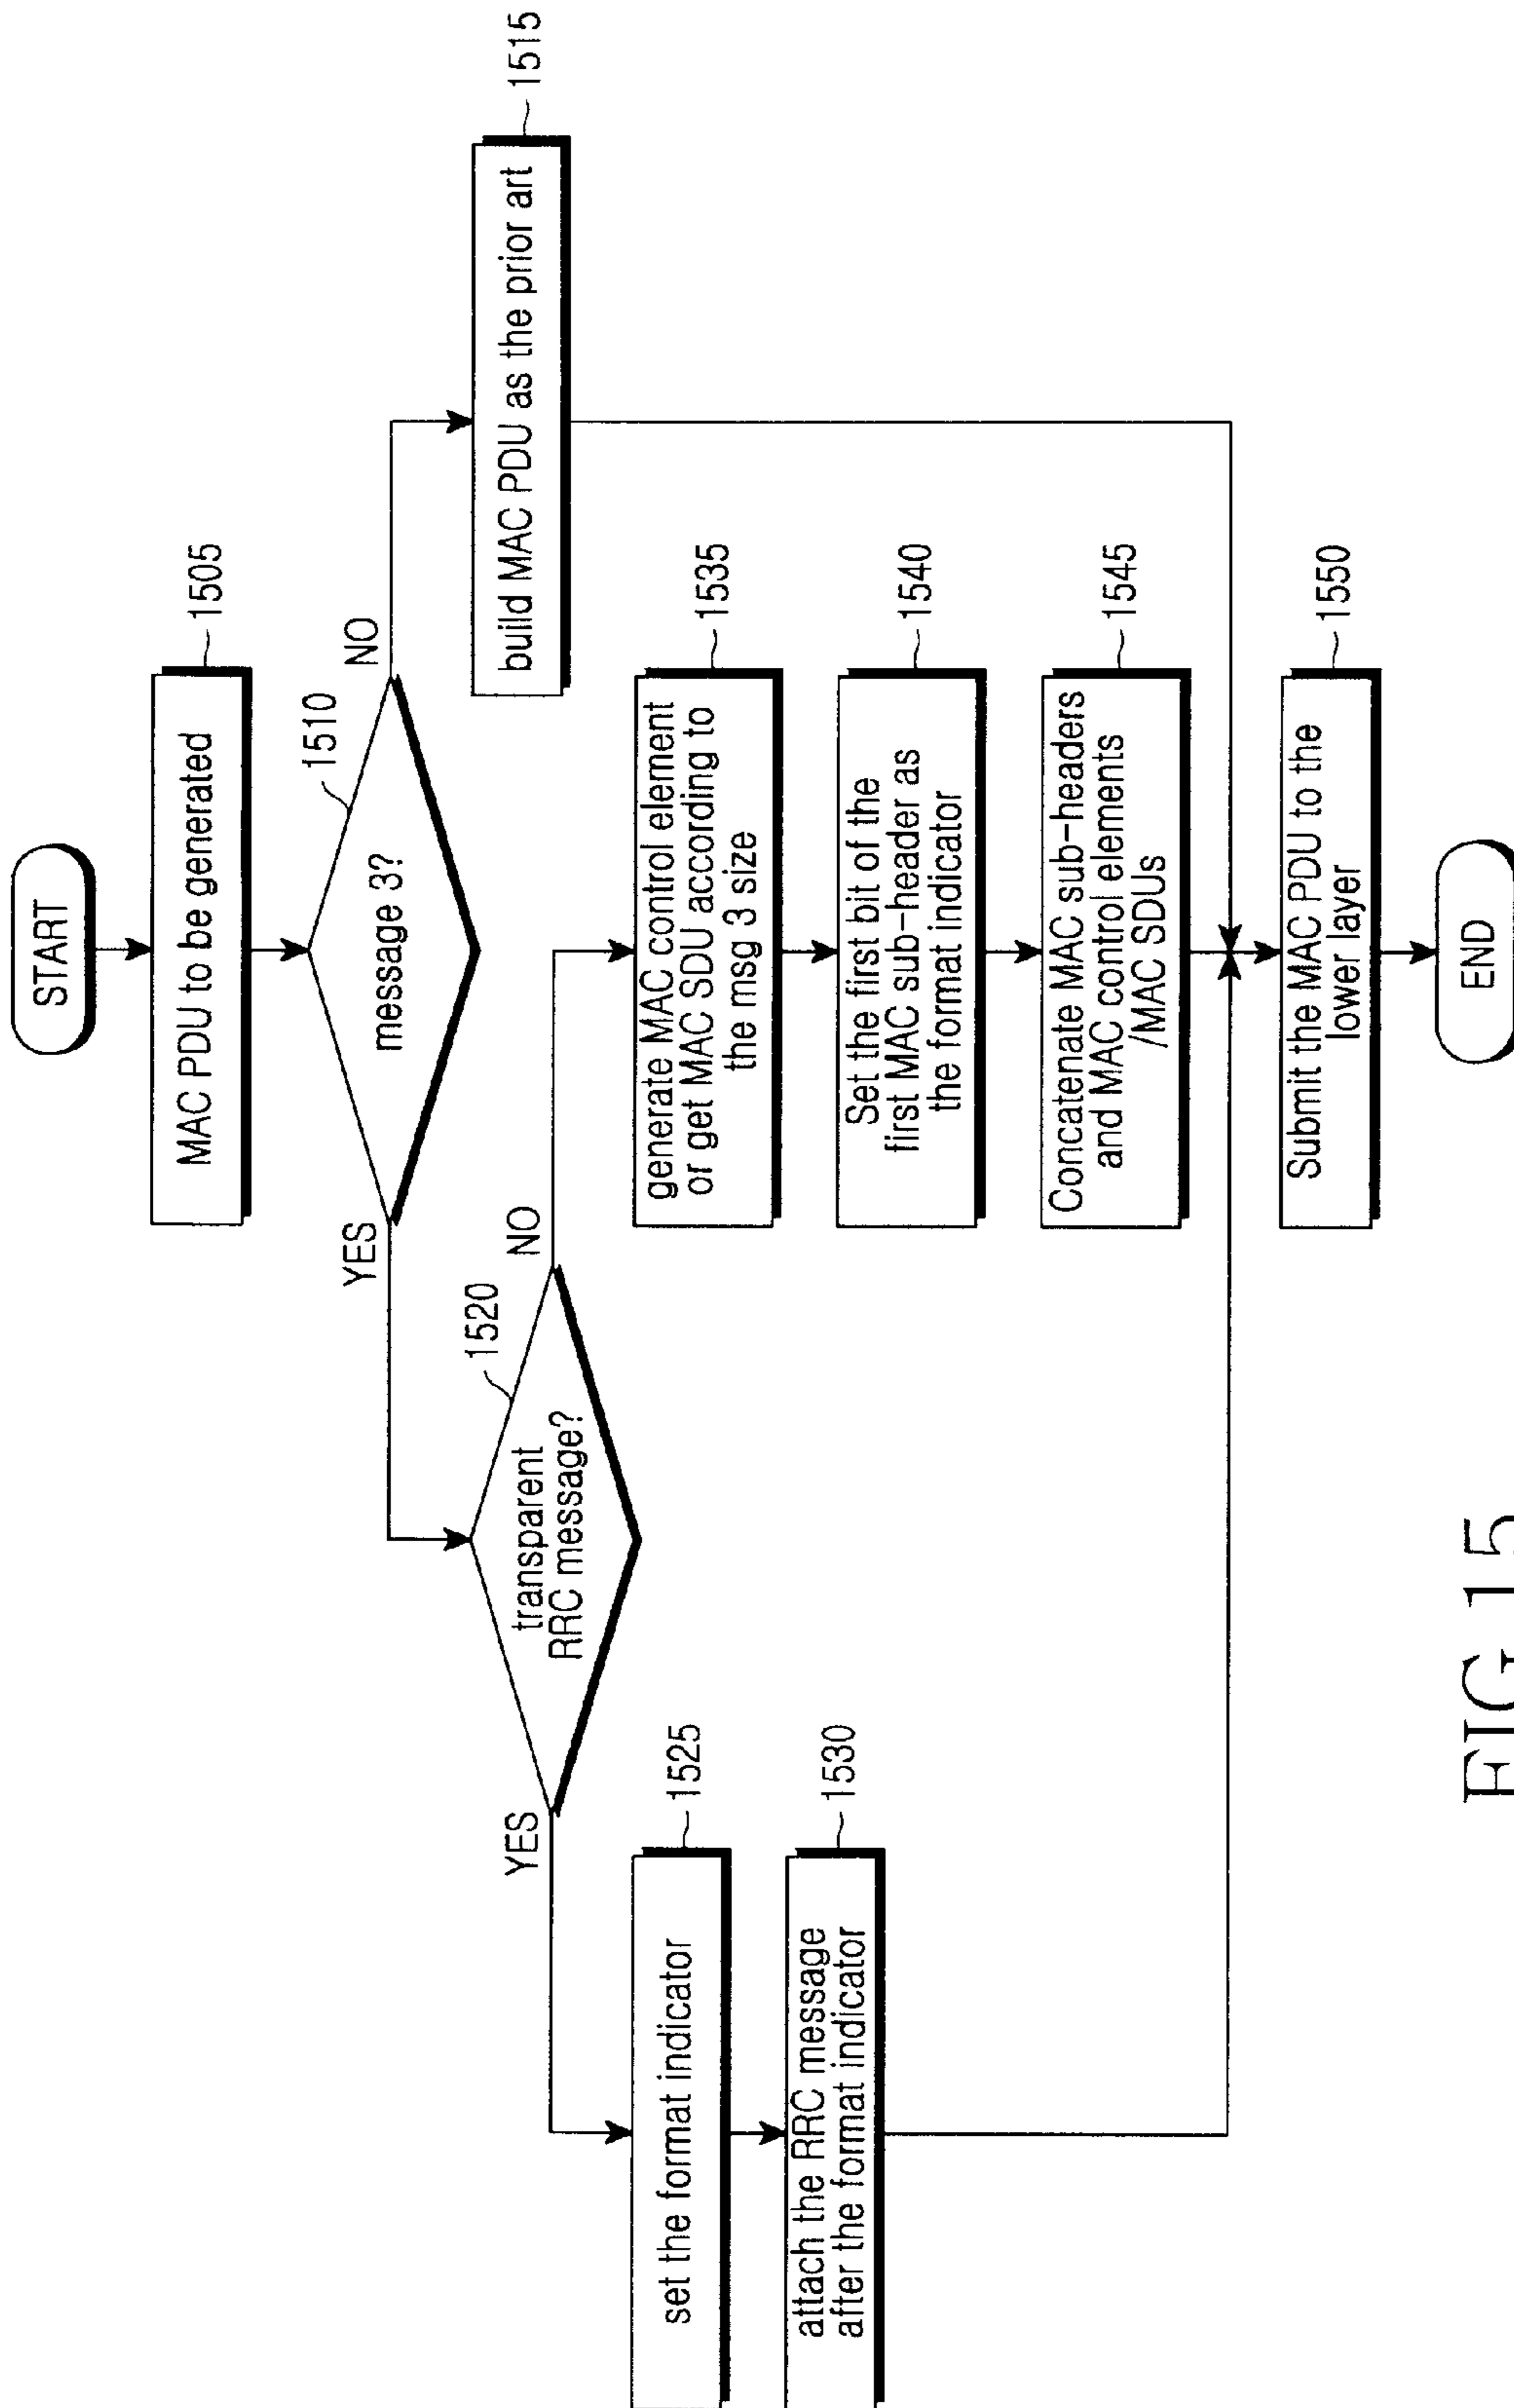 START
MAC PDU to be generated
1505
message 3?
1510
YES
NO
build MAC PDU as the prior art
1515
transparent
RRC message?
1520
YES
NO
set the format indicator
1525
attach the RRC message
after the format indicator
1530
generate MAC control element
or get MAC SDU according to
the msg 3 size
1535
Set the first bit of the
first MAC sub-header as
the format indicator
1540
Concatenate MAC sub-headers
and MAC control elements
/MAC SDUs
1545
Submit the MAC PDU to the
lower layer
1550
END
FIG.15